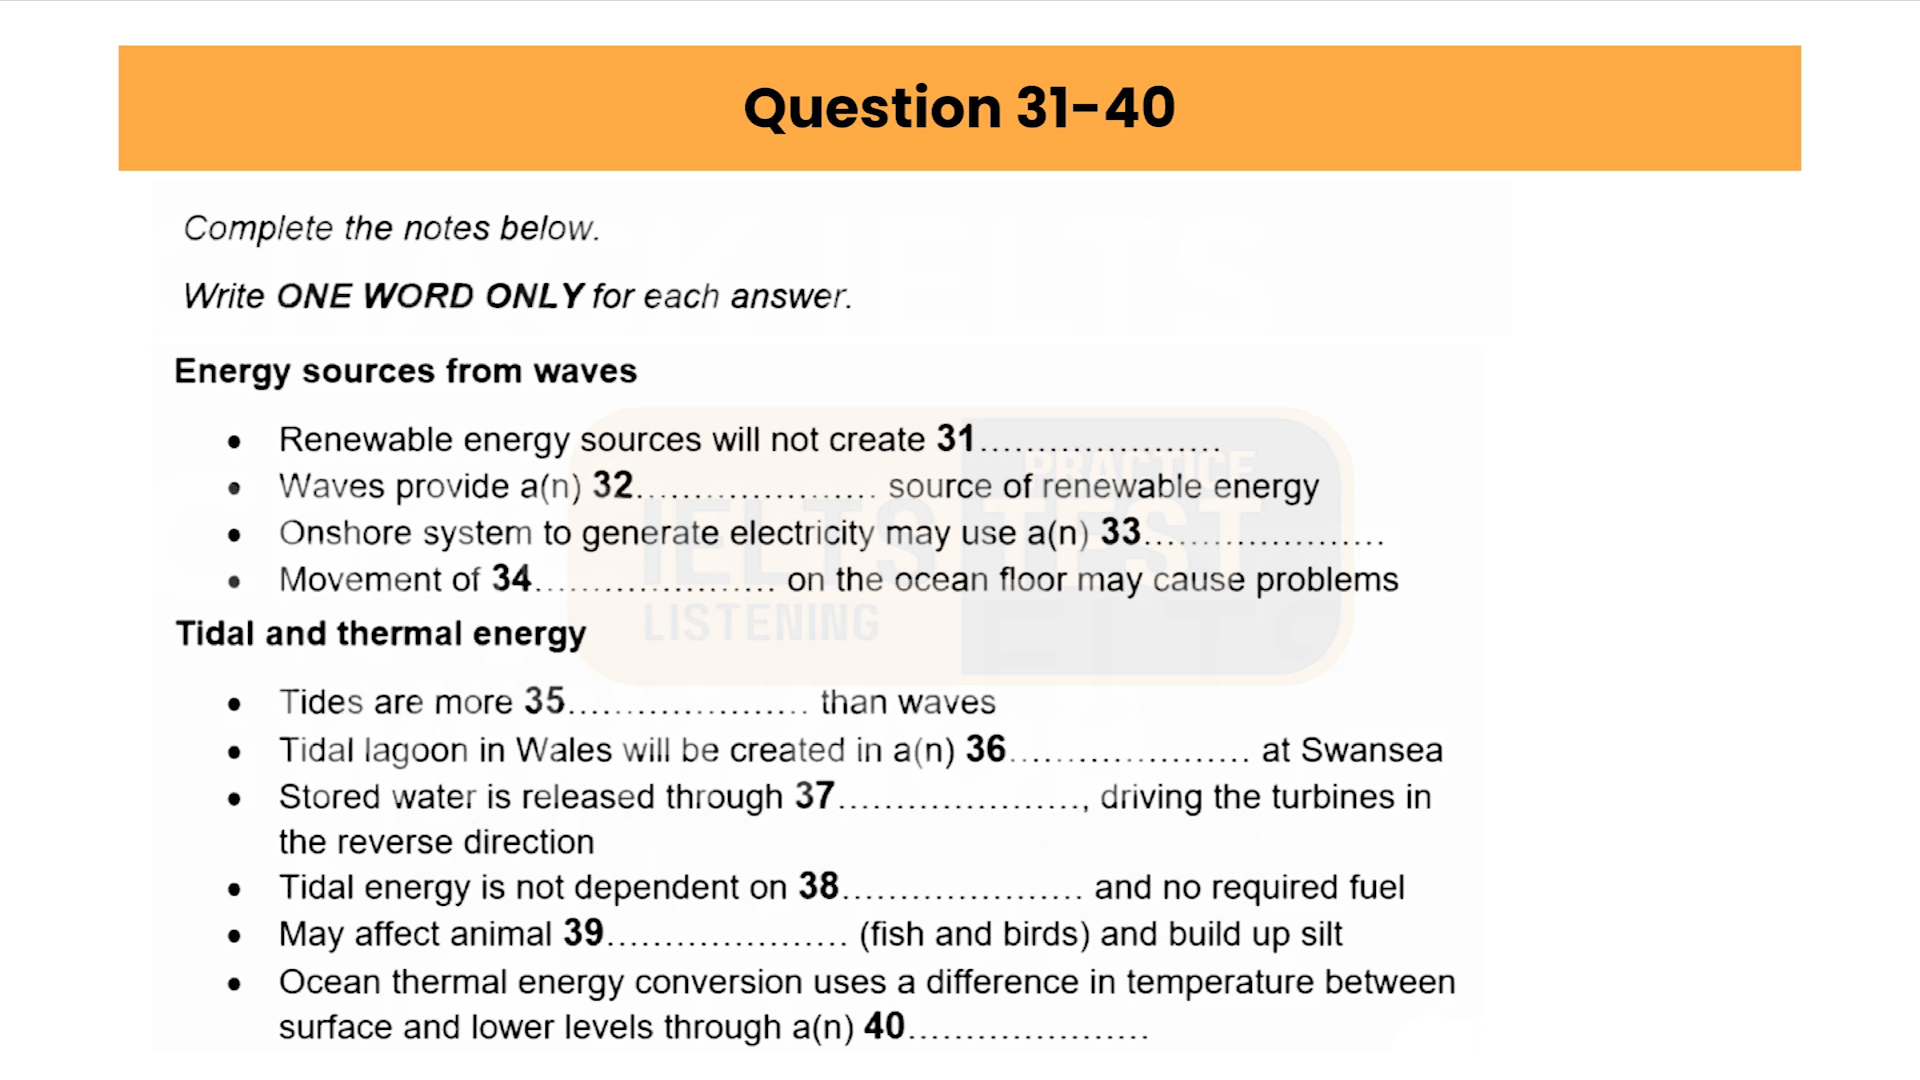 Question 31-40
Complete the notes below.
Write ONE WORD ONLY for each answer.
Energy sources from waves
• Renewable energy sources will not create 31.....................
• Waves provide a(n) 32..................... source of renewable energy
• Onshore system to generate electricity may use a(n) 33.....................
• Movement of 34..................... on the ocean floor may cause problems
Tidal and thermal energy
• Tides are more 35..................... than waves
• Tidal lagoon in Wales will be created in a(n) 36..................... at Swansea
• Stored water is released through 37....................., driving the turbines in
the reverse direction
• Tidal energy is not dependent on 38..................... and no required fuel
• May affect animal 39..................... (fish and birds) and build up silt
• Ocean thermal energy conversion uses a difference in temperature between
surface and lower levels through a(n) 40.....................
PRACTICE
IELTS TEST
LISTENING